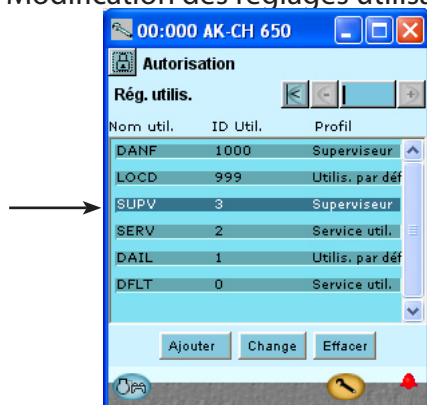 Modification des réglages utilisa
00:000 AK-CH 650
Autorisation
Rég. utilis.
Nom util. ID Util. Profil
DANF 1000 Superviseur
LOCD 999 Utilis. par déf
SUPV 3 Superviseur
SERV 2 Service util.
DAIL 1 Utilis. par déf
DFLT 0 Service util.
Ajouter Change Effacer